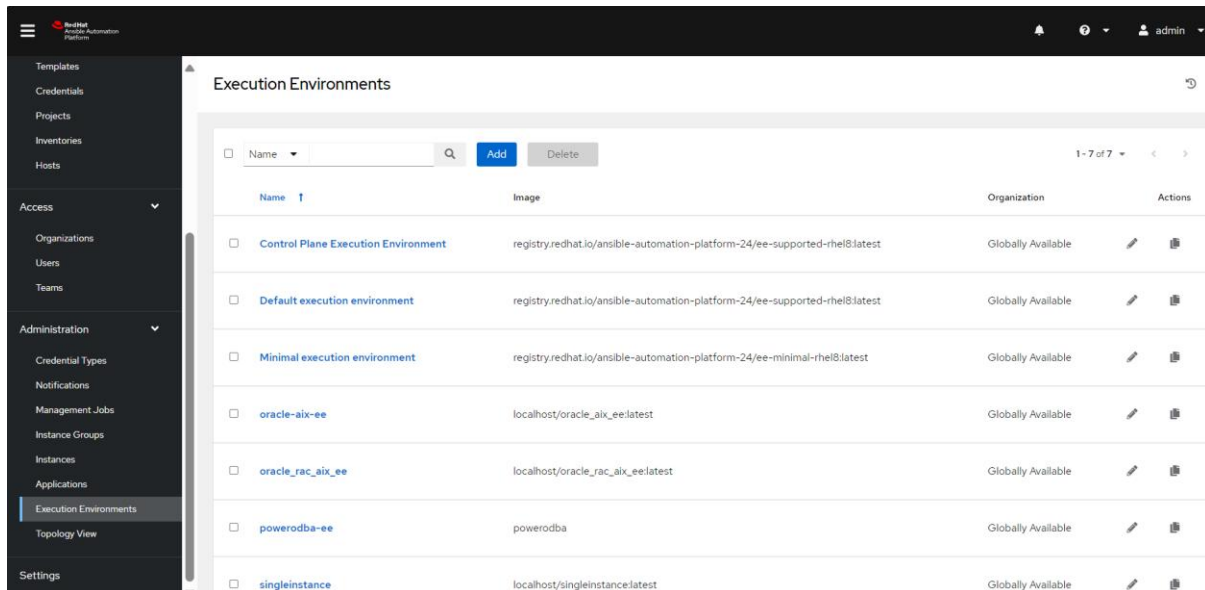 Red Hat
Ansible Automation
Platform
admin
Templates
Credentials
Projects
Inventories
Hosts
Access
Organizations
Users
Teams
Administration
Credential Types
Notifications
Management Jobs
Instance Groups
Instances
Applications
Execution Environments
Topology View
Settings
Execution Environments
Name Add Delete 1 - 7 of 7
Name Image Organization Actions
Control Plane Execution Environment registry.redhat.io/ansible-automation-platform-24/ee-supported-rhel8:latest Globally Available
Default execution environment registry.redhat.io/ansible-automation-platform-24/ee-supported-rhel8:latest Globally Available
Minimal execution environment registry.redhat.io/ansible-automation-platform-24/ee-minimal-rhel8:latest Globally Available
oracle-aix-ee localhost/oracle_aix_ee:latest Globally Available
oracle_rac_aix_ee localhost/oracle_rac_aix_ee:latest Globally Available
powerodba-ee powerodba Globally Available
singleinstance localhost/singleinstance:latest Globally Available